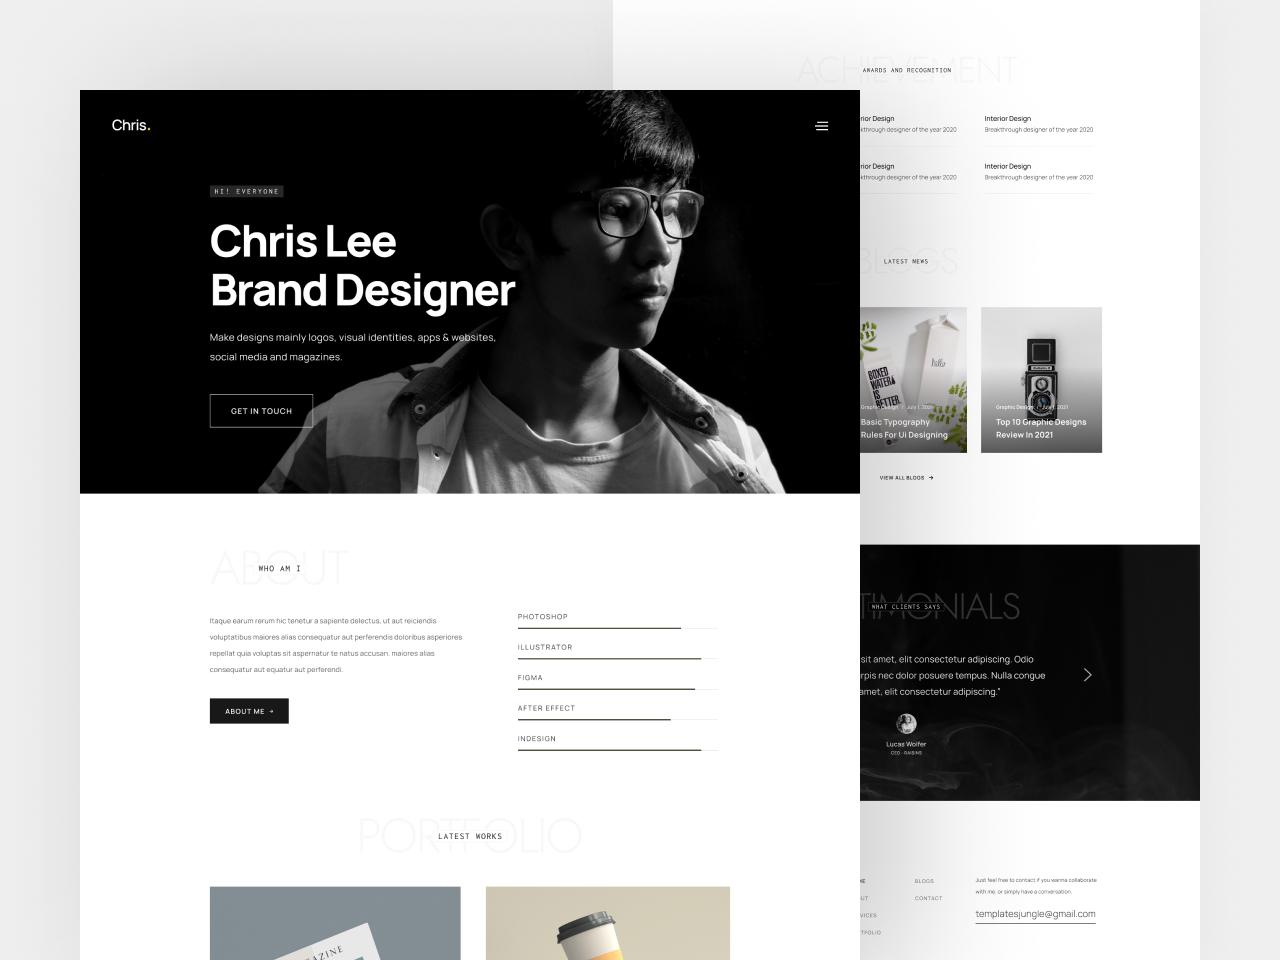 Chris.
HI! EVERYONE
Chris Lee
Brand Designer
Make designs mainly logos, visual identities, apps & websites,
social media and magazines.
GET IN TOUCH
ABOUT
WHO AM I
Itaque earum rerum hic tenetur a sapiente delectus, ut aut reiciendis
voluptatibus maiores alias consequatur aut perferendis doloribus asperiores
repellat quia voluptas sit aspernatur te natus accusan. maiores alias
consequatur aut equatur aut perferendi.
ABOUT ME →
PHOTOSHOP
ILLUSTRATOR
FIGMA
AFTER EFFECT
INDESIGN
PORTFOLIO
LATEST WORKS
AZINE
ACHIEVEMENT
AWARDS AND RECOGNITION
rior Design
kthrough designer of the year 2020
Interior Design
Breakthrough designer of the year 2020
rior Design
kthrough designer of the year 2020
Interior Design
Breakthrough designer of the year 2020
BLOGS
LATEST NEWS
BOXED
WATER
IS
BETTER.
hello
Graphic Design / July 1, 2021
Basic Typography
Rules For Ui Designing
Graphic Design / July 1, 2021
Top 10 Graphic Designs
Review In 2021
VIEW ALL BLOGS →
TIMONIALS
WHAT CLIENTS SAYS
sit amet, elit consectetur adipiscing. Odio
rpis nec dolor posuere tempus. Nulla congue
amet, elit consectetur adipiscing."
Lucas Wolfer
CEO - RAISINS
ME
UT
VICES
TFOLIO
BLOGS
CONTACT
Just feel free to contact if you wanna collaborate
with me, or simply have a conversation.
templatesjungle@gmail.com